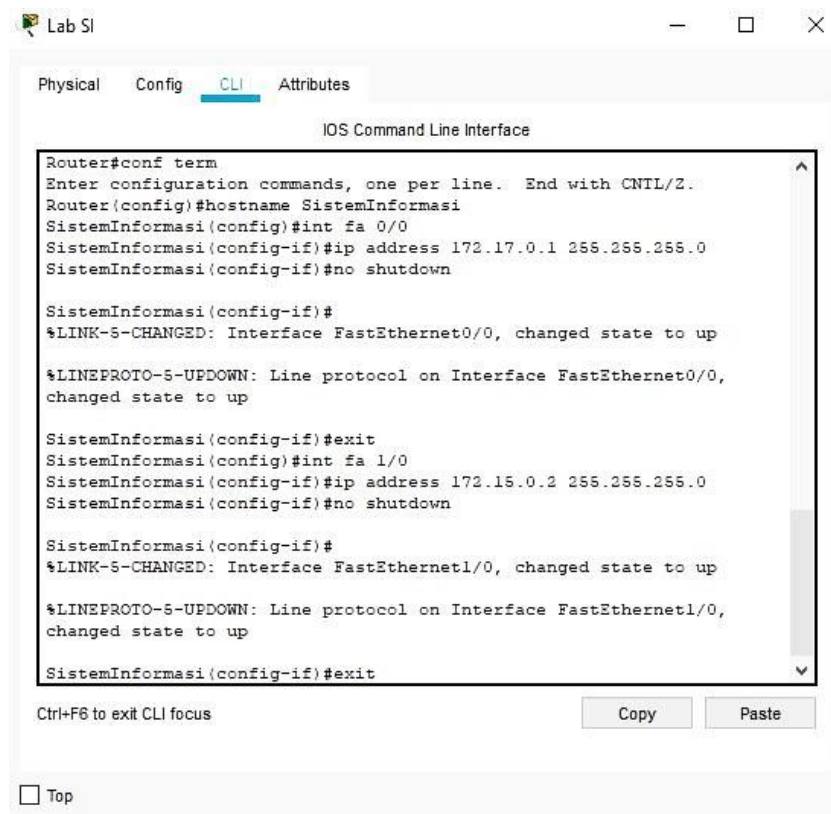 Lab SI
Physical Config CLI Attributes
IOS Command Line Interface
Router#conf term
Enter configuration commands, one per line.  End with CNTL/Z.
Router(config)#hostname SistemInformasi
SistemInformasi(config)#int fa 0/0
SistemInformasi(config-if)#ip address 172.17.0.1 255.255.255.0
SistemInformasi(config-if)#no shutdown
SistemInformasi(config-if)#
%LINK-5-CHANGED: Interface FastEthernet0/0, changed state to up
%LINEPROTO-5-UPDOWN: Line protocol on Interface FastEthernet0/0,
changed state to up
SistemInformasi(config-if)#exit
SistemInformasi(config)#int fa 1/0
SistemInformasi(config-if)#ip address 172.15.0.2 255.255.255.0
SistemInformasi(config-if)#no shutdown
SistemInformasi(config-if)#
%LINK-5-CHANGED: Interface FastEthernet1/0, changed state to up
%LINEPROTO-5-UPDOWN: Line protocol on Interface FastEthernet1/0,
changed state to up
SistemInformasi(config-if)#exit
Ctrl+F6 to exit CLI focus
Copy Paste
Top